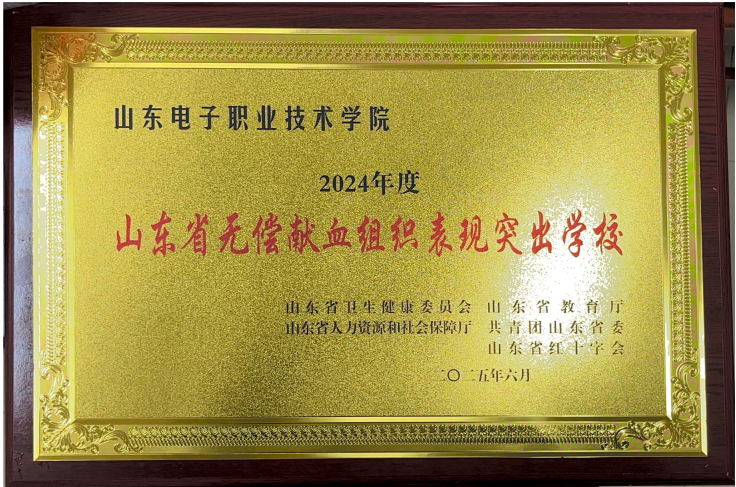 山东电子职业技术学院
2024年度
山东省无偿献血组织表现突出学校
山东省卫生健康委员会 山东省教育厅
山东省人力资源和社会保障厅 共青团山东省委
山东省红十字会
二〇二五年六月